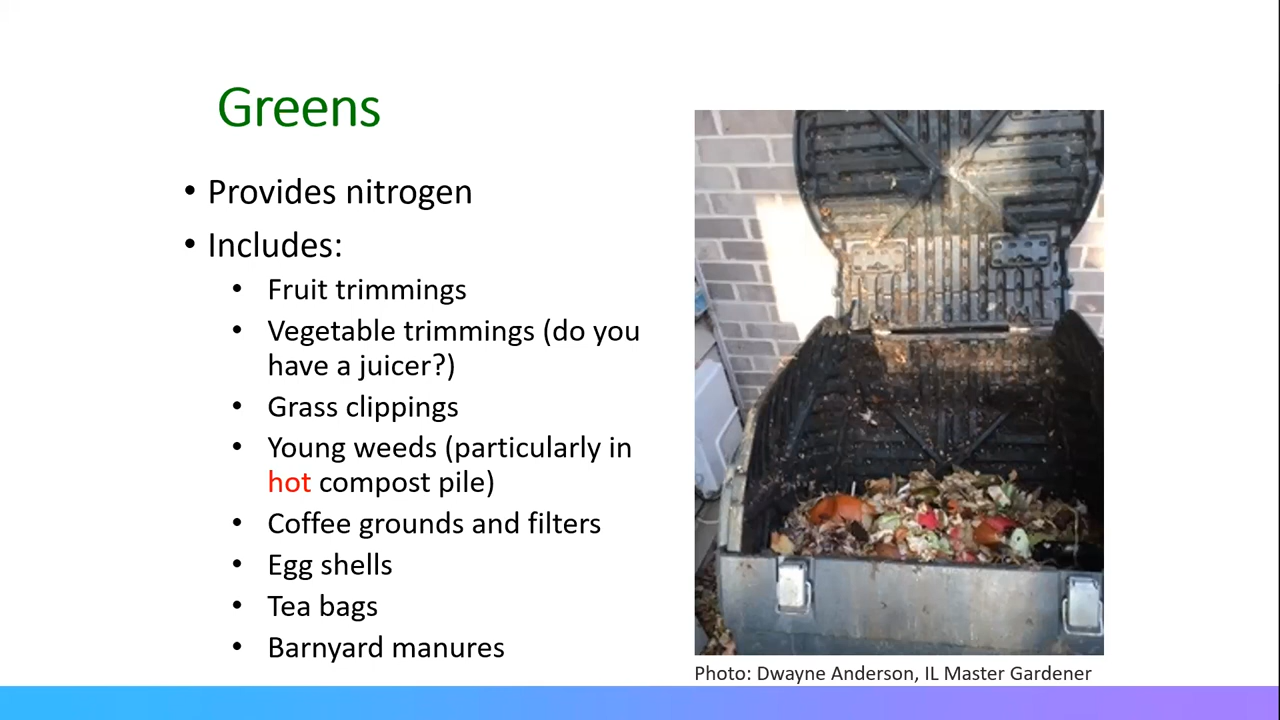 Greens
• Provides nitrogen
• Includes:
• Fruit trimmings
• Vegetable trimmings (do you
have a juicer?)
• Grass clippings
• Young weeds (particularly in
hot compost pile)
• Coffee grounds and filters
• Egg shells
• Tea bags
• Barnyard manures
Photo: Dwayne Anderson, IL Master Gardener